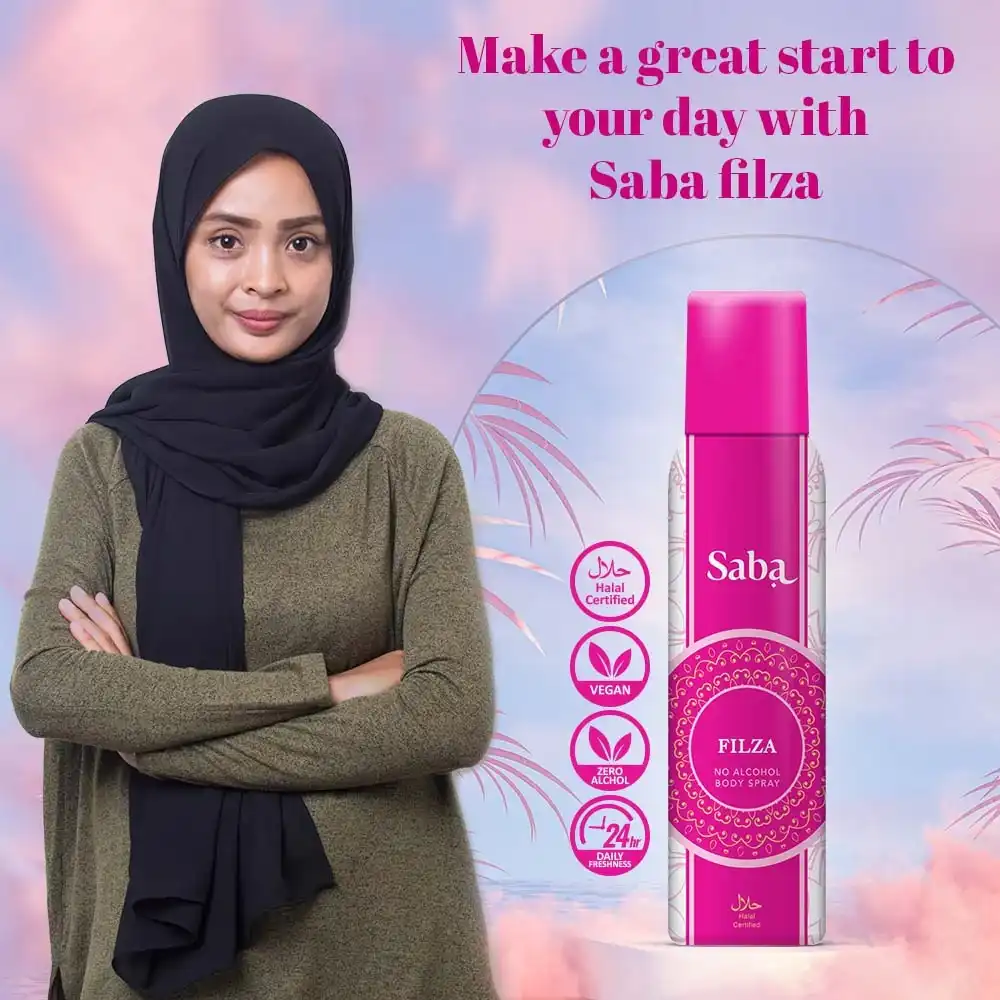 Make a great start to
your day with
Saba filza
حلال
Halal
Certified
VEGAN
ZERO
ALCHOL
24hr
DAILY
FRESHNESS
Saba
FILZA
NO ALCOHOL
BODY SPRAY
حلال
Halal
Certified